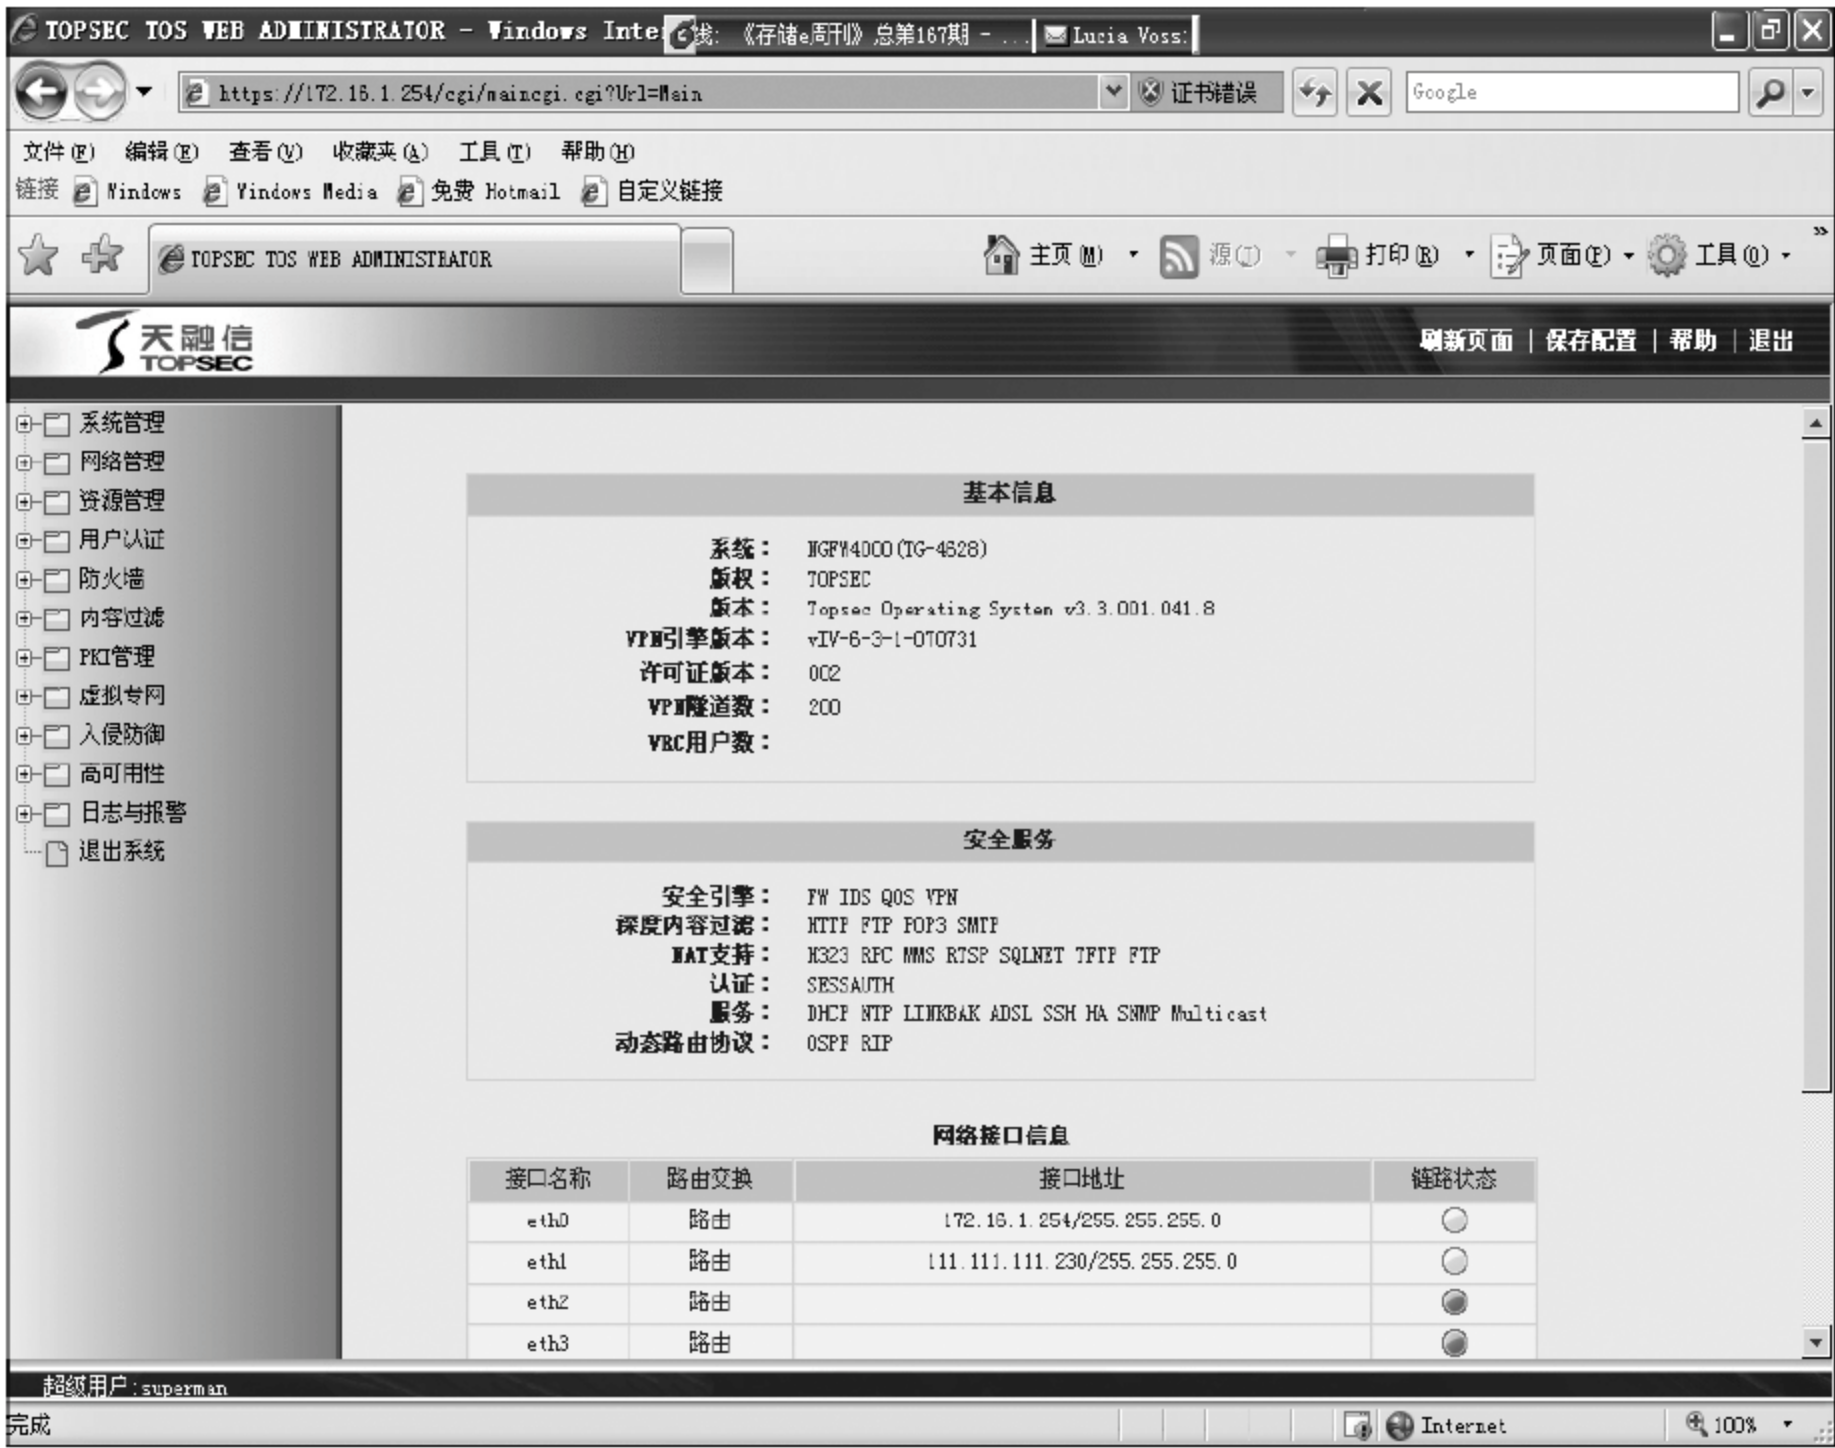 TOPSEC TOS WEB ADMINISTRATOR - Windows Inte 线: 《存储e周刊》总第167期 - ... Lucia Voss:
https://172.16.1.254/cgi/maincgi.cgi?Url=Main 证书错误 Google
文件(F) 编辑(E) 查看(V) 收藏夹(A) 工具(T) 帮助(H)
链接 Windows Windows Media 免费 Hotmail 自定义链接
TOPSEC TOS WEB ADMINISTRATOR 主页(M) 源(J) 打印(R) 页面(P) 工具(O) »
天融信 TOPSEC
刷新页面 | 保存配置 | 帮助 | 退出
系统管理
网络管理
资源管理
用户认证
防火墙
内容过滤
PKI管理
虚拟专网
入侵防御
高可用性
日志与报警
退出系统
基本信息
系统: NGFW4000(TG-4628)
版权: TOPSEC
版本: Topsec Operating System v3.3.001.041.8
VPN引擎版本: vIV-6-3-1-070731
许可证版本: 002
VPN隧道数: 200
VRC用户数:
安全服务
安全引擎: FW IDS QOS VPN
深度内容过滤: HTTP FTP POP3 SMTP
NAT支持: H323 RPC MMS RTSP SQLNET TFTP FTP
认证: SESSAUTH
服务: DHCP NTP LINKBAK ADSL SSH HA SNMP Multicast
动态路由协议: OSPF RIP
网络接口信息
接口名称 路由交换 接口地址 链路状态
eth0 路由 172.16.1.254/255.255.255.0
eth1 路由 111.111.111.230/255.255.255.0
eth2 路由
eth3 路由
超级用户:superman
完成 Internet 100%